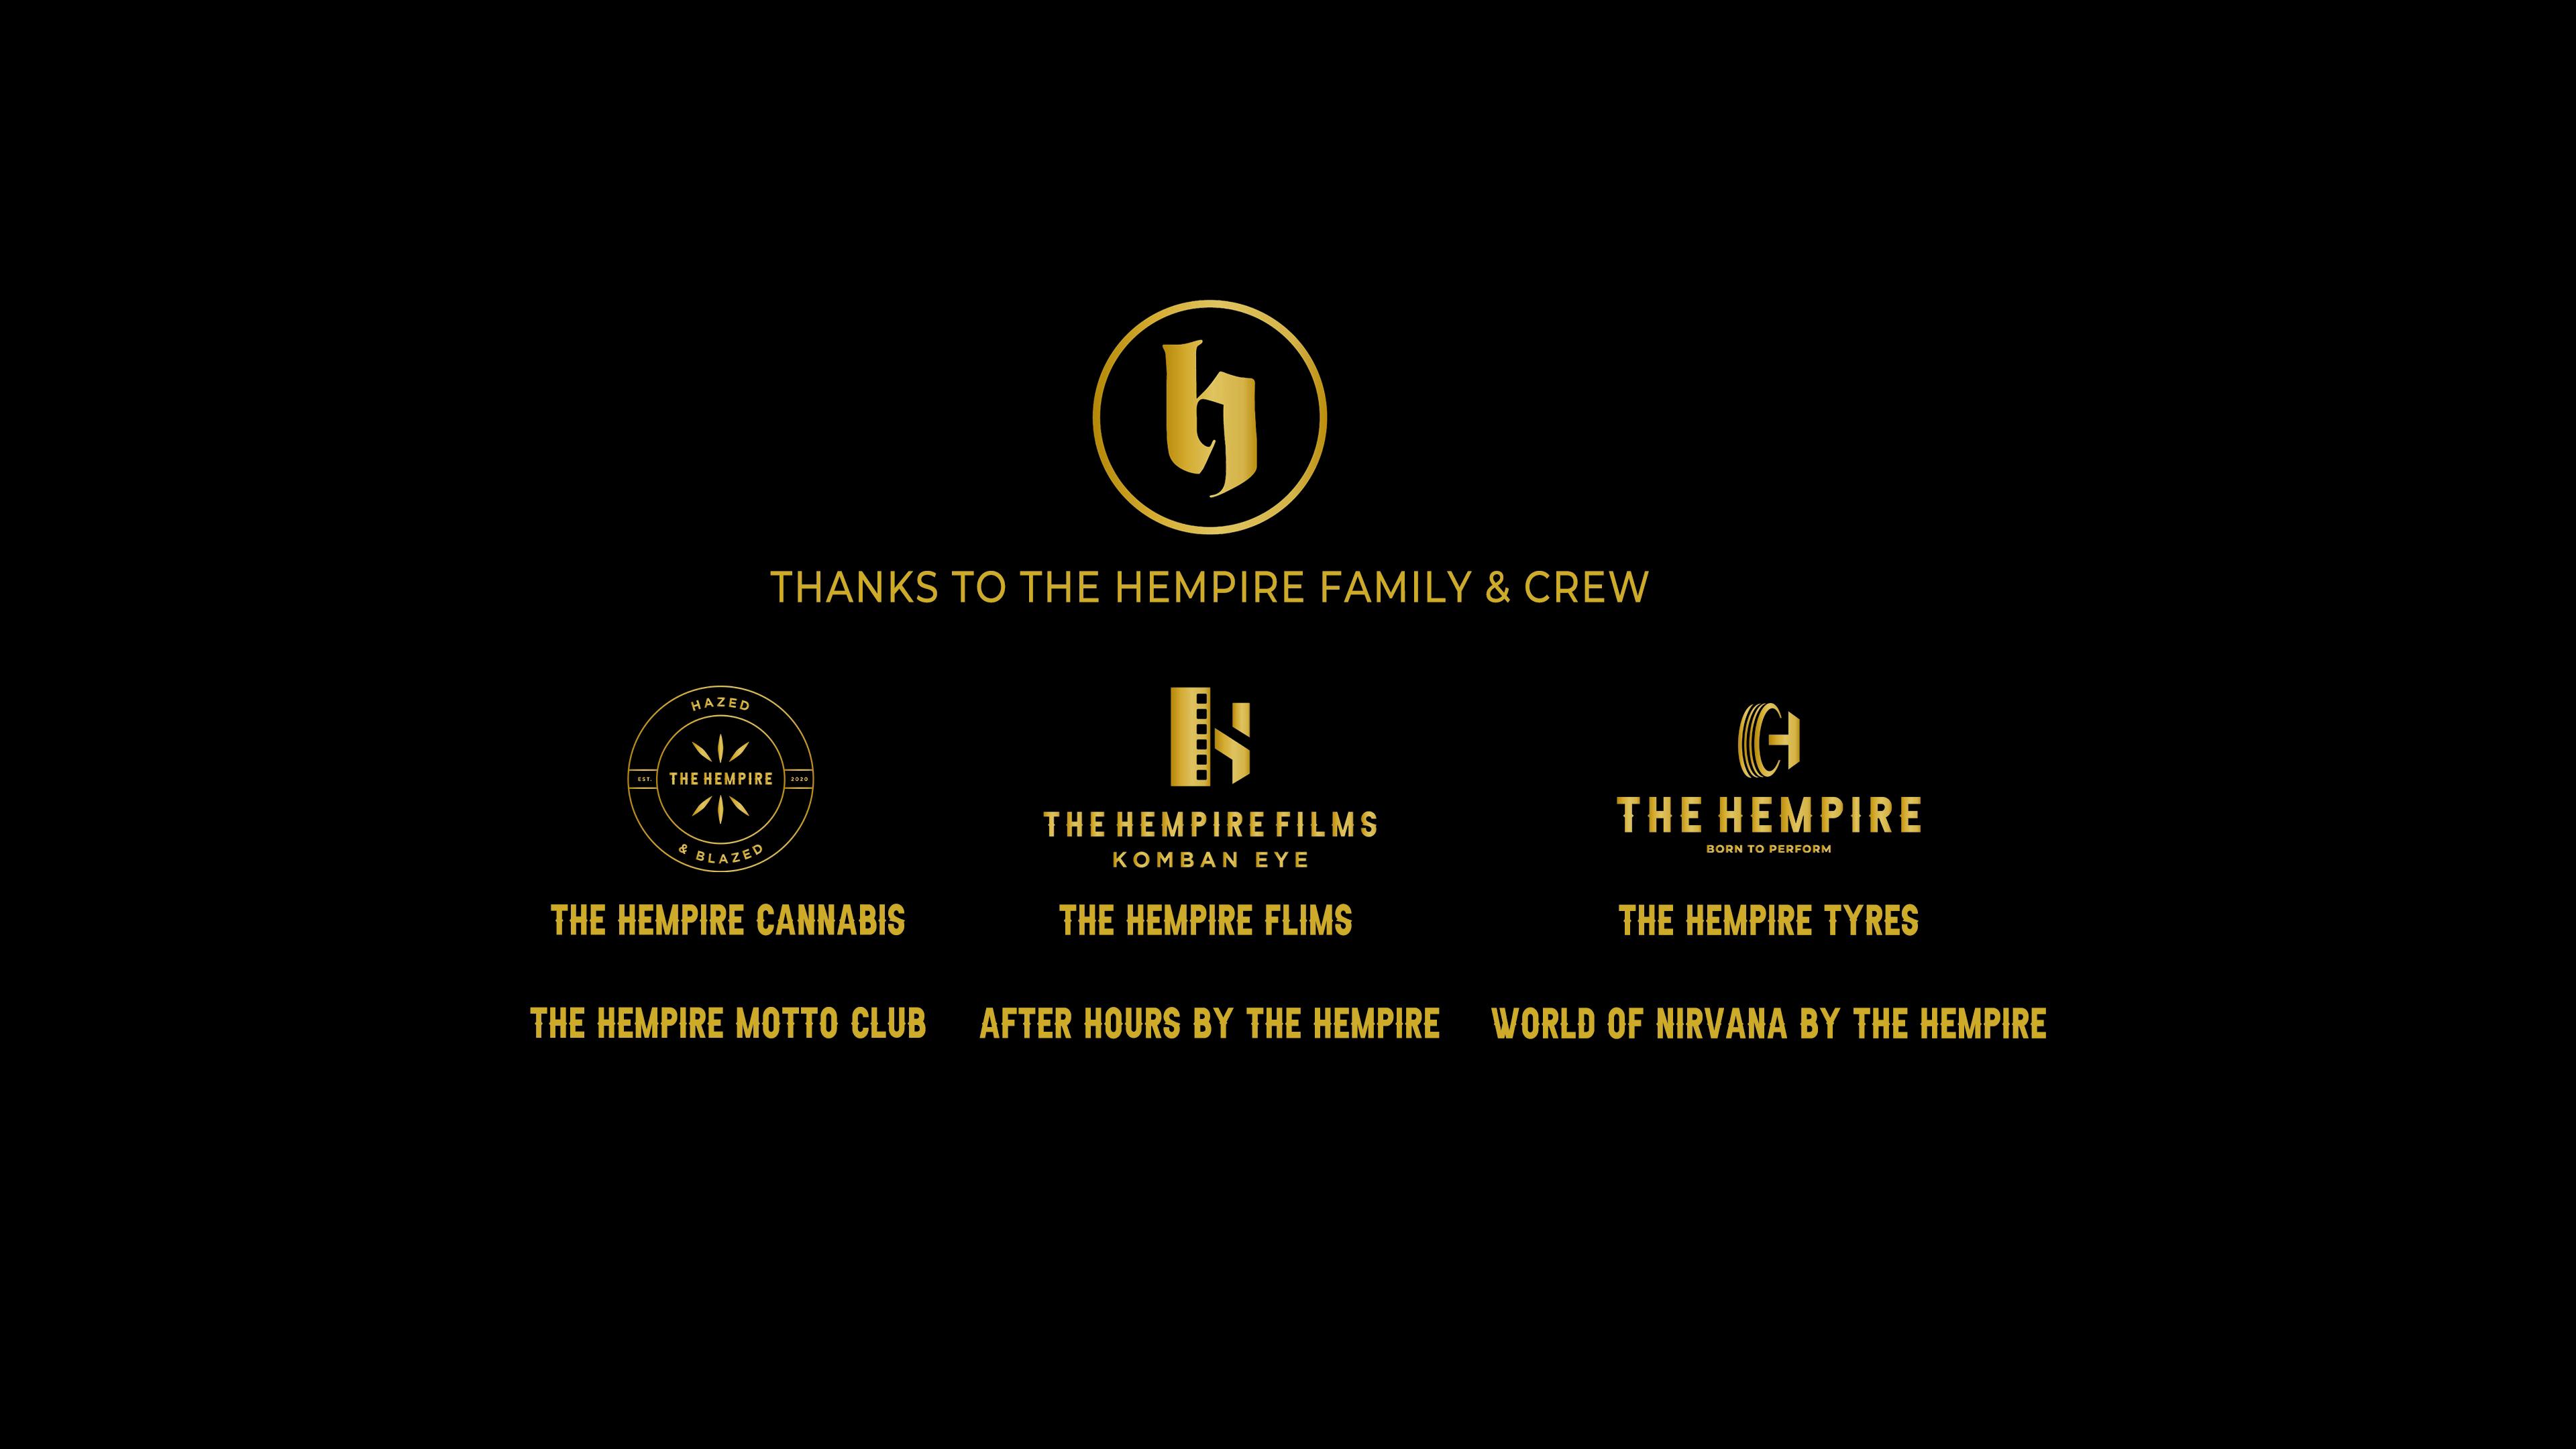 h
THANKS TO THE HEMPIRE FAMILY & CREW
HAZED
EST. THE HEMPIRE 2020
& BLAZED
THE HEMPIRE CANNABIS
THE HEMPIRE FILMS
KOMBAN EYE
THE HEMPIRE FLIMS
THE HEMPIRE
BORN TO PERFORM
THE HEMPIRE TYRES
THE HEMPIRE MOTTO CLUB
AFTER HOURS BY THE HEMPIRE
WORLD OF NIRVANA BY THE HEMPIRE